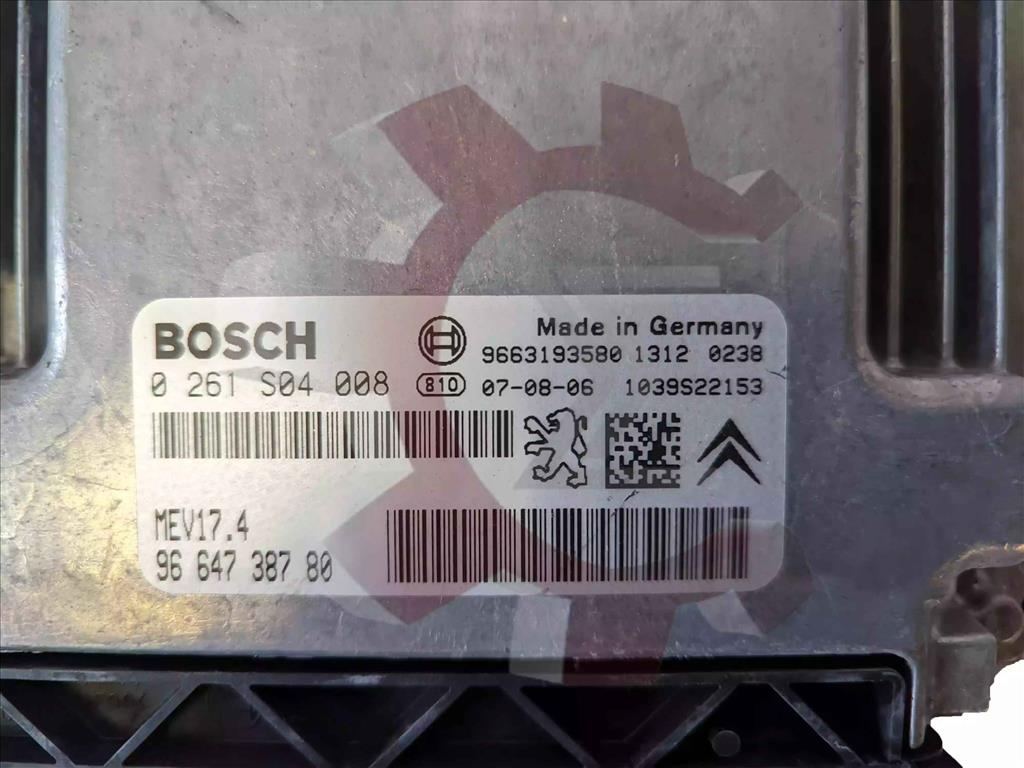 BOSCH
Made in Germany
9663193580 1312 0238
0 261 S04 008 810 07-08-06 1039S22153
MEV17.4
96 647 387 80